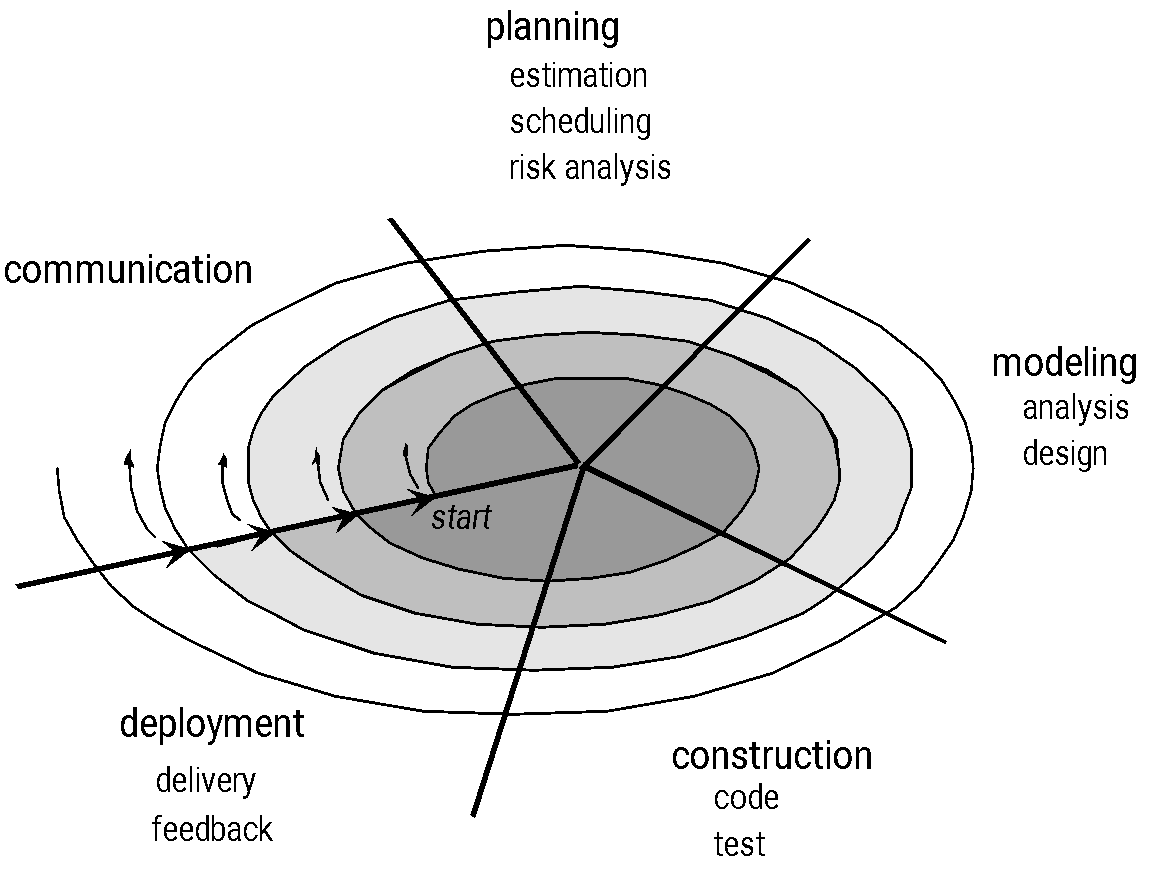 planning
estimation
scheduling
risk analysis
communication
modeling
analysis
design
start
deployment
delivery
feedback
construction
code
test